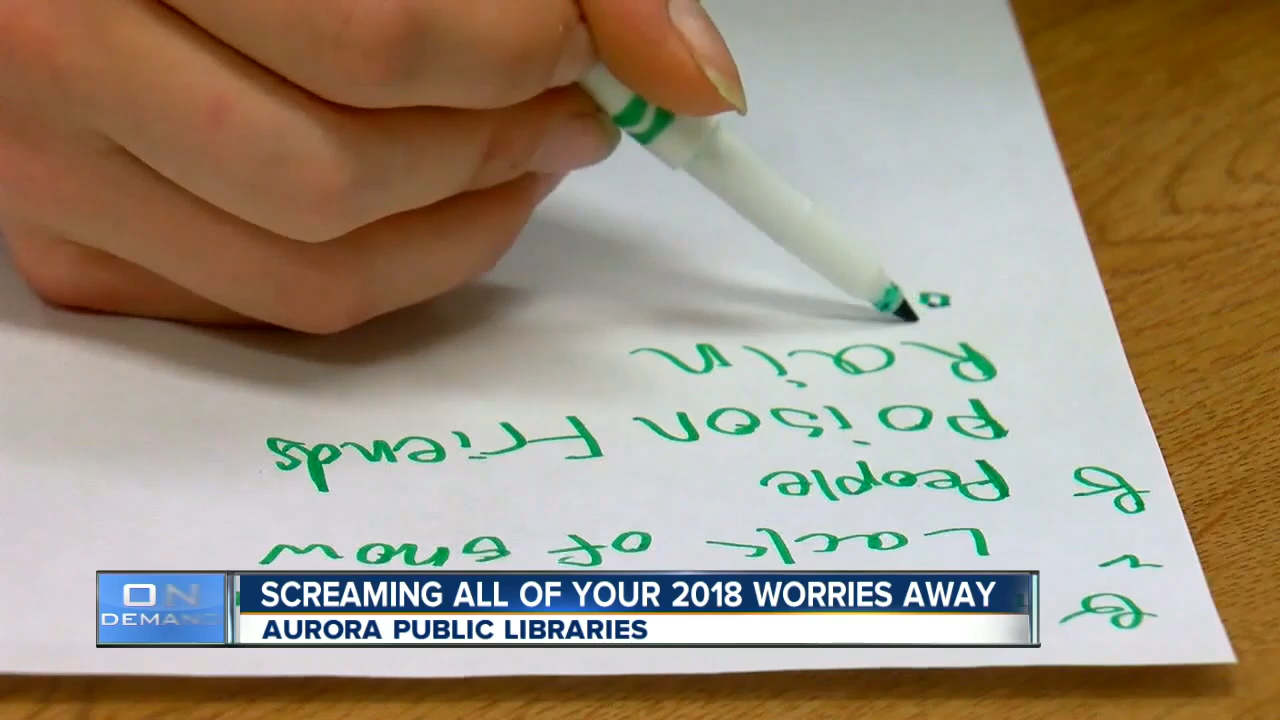 Lack of snow
People
Poison Friends
Rain
ON
DEMAND
SCREAMING ALL OF YOUR 2018 WORRIES AWAY
AURORA PUBLIC LIBRARIES